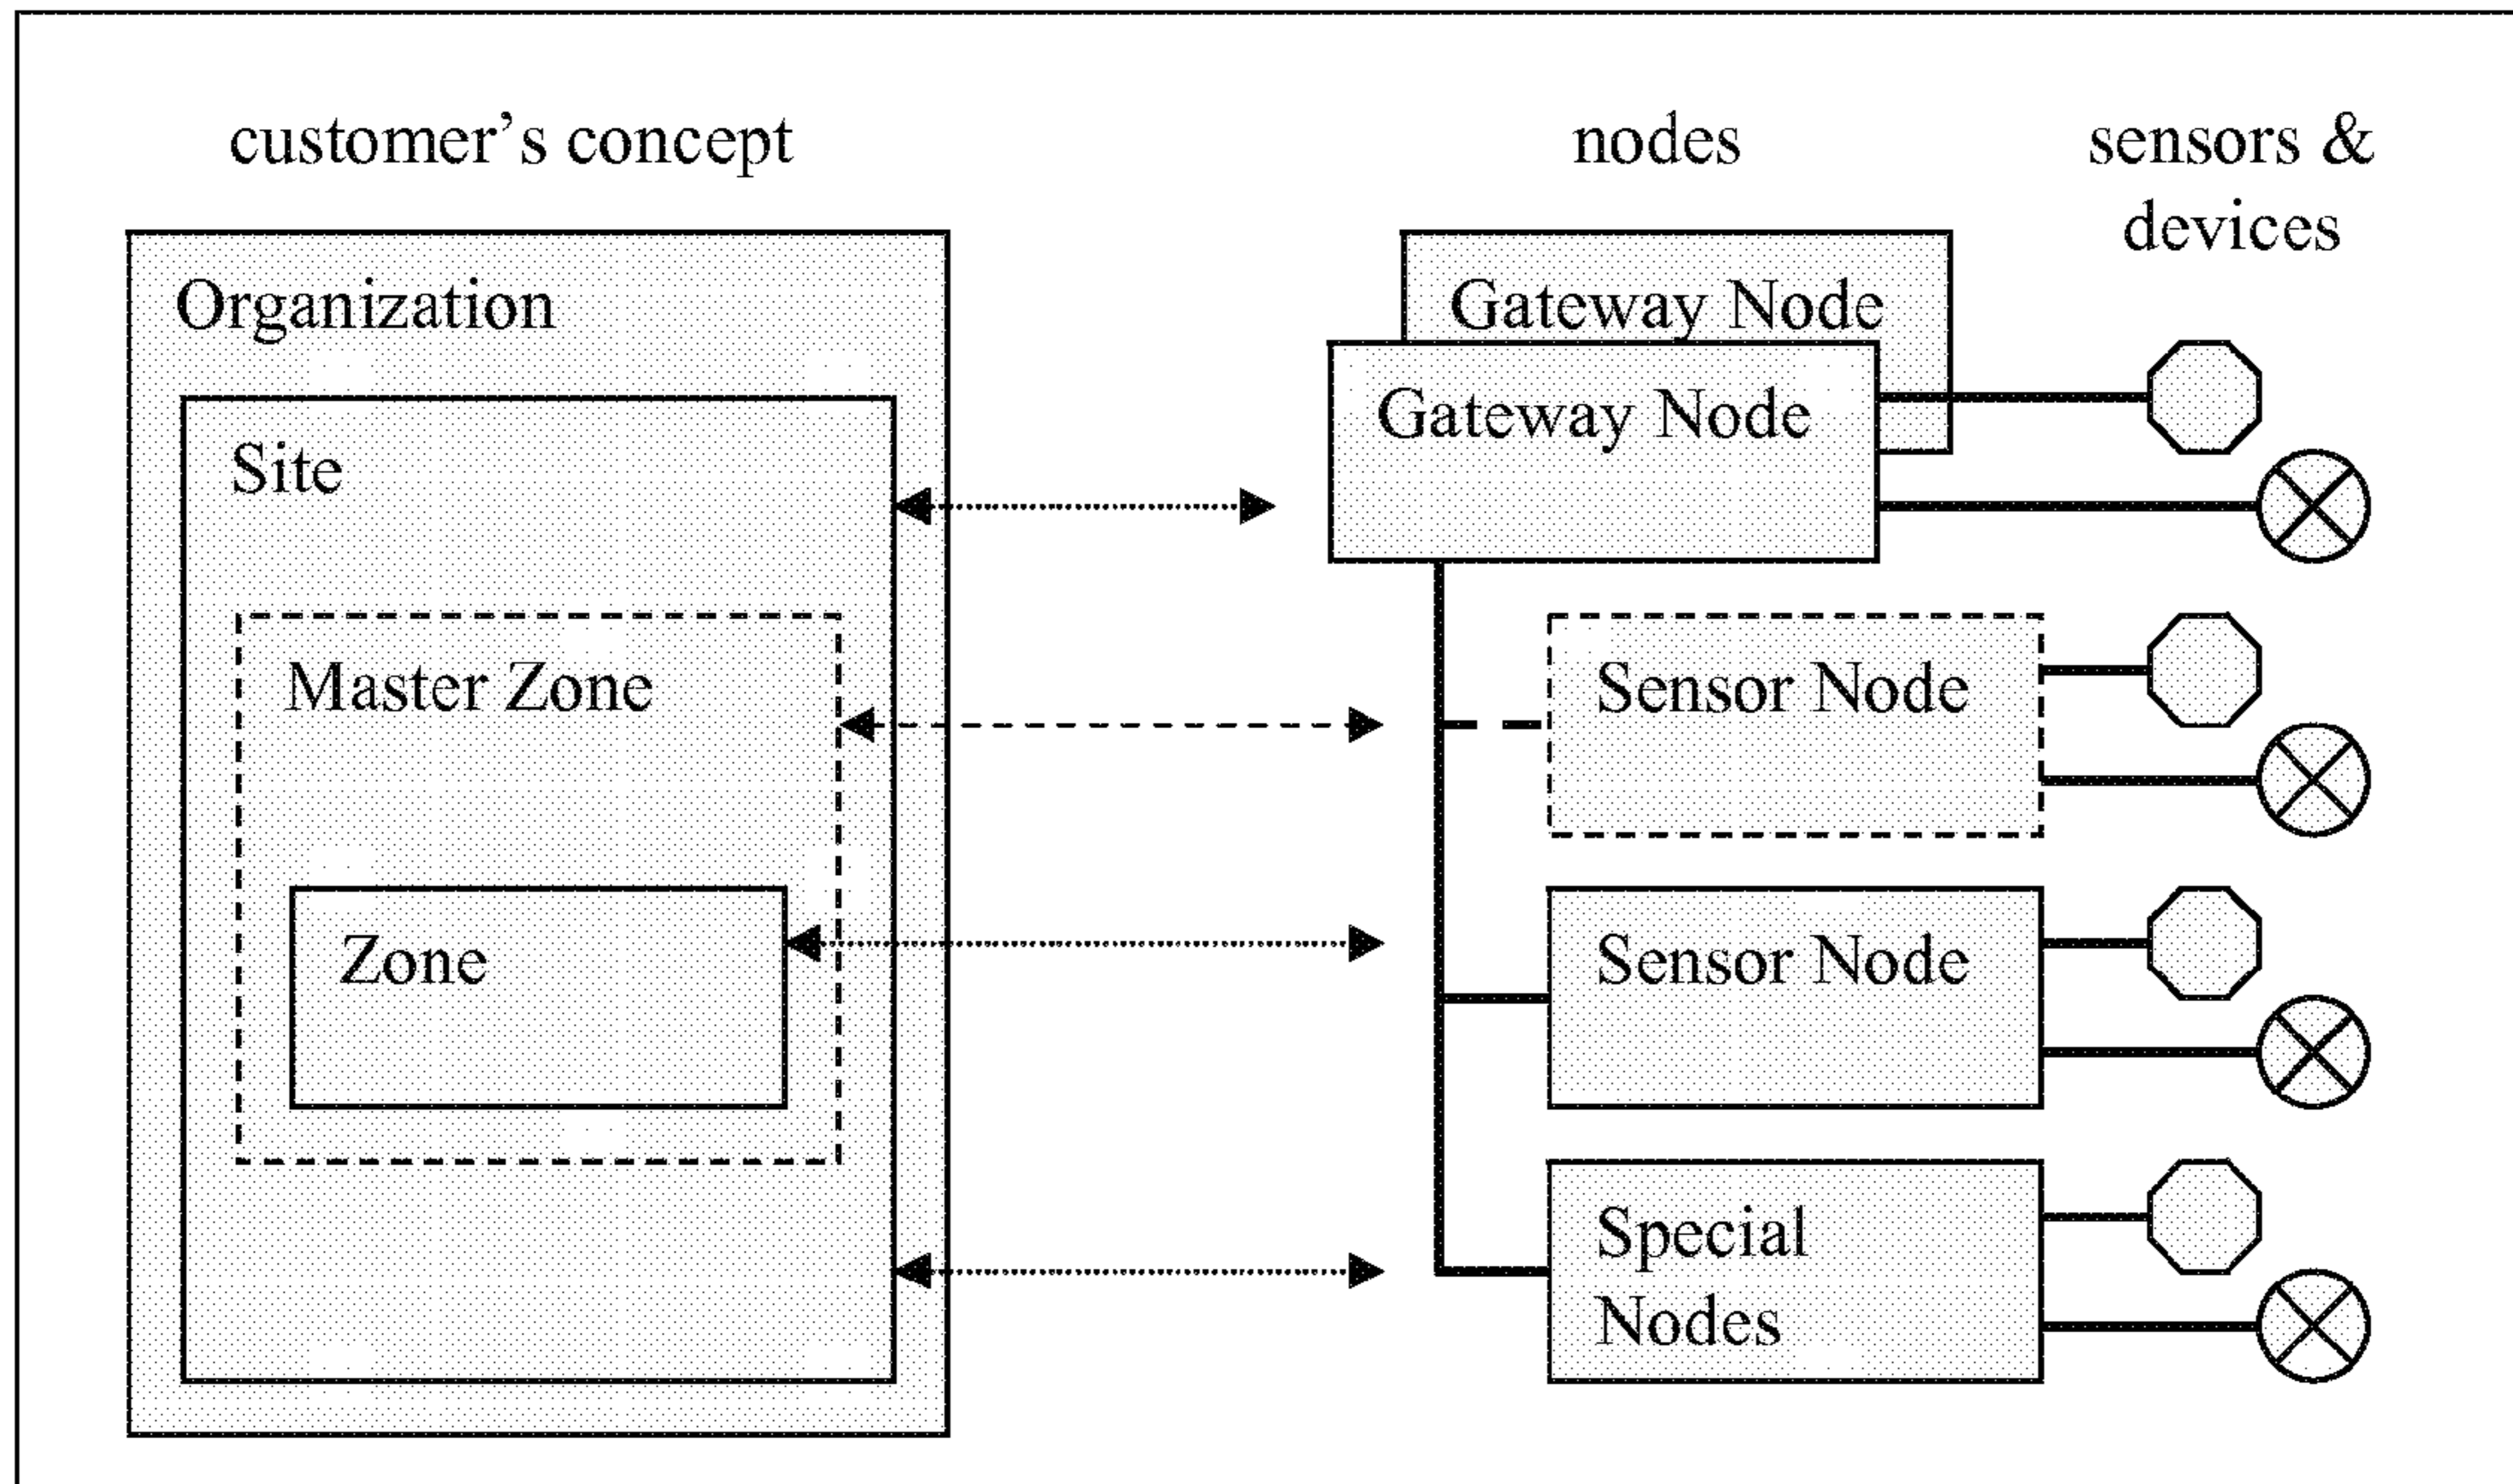 customer's concept
nodes
sensors &
devices
Organization
Site
Master Zone
Zone
Gateway Node
Gateway Node
Sensor Node
Sensor Node
Special
Nodes